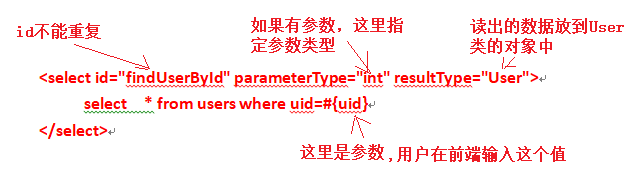 id不能重复
如果有参数，这里指
定参数类型
读出的数据放到User
类的对象中
<select id="findUserById" parameterType="int" resultType="User">
select * from users where uid=#{uid}
</select>
这里是参数,用户在前端输入这个值